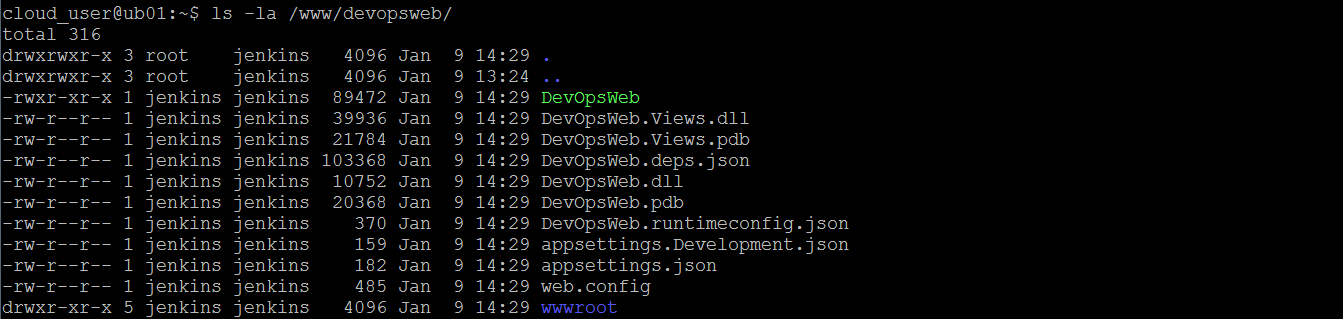 cloud_user@ub01:~$ ls -la /www/devopsweb/
total 316
drwxrwxr-x 3 root    jenkins   4096 Jan  9 14:29 .
drwxrwxr-x 3 root    jenkins   4096 Jan  9 13:24 ..
-rwxr-xr-x 1 jenkins jenkins  89472 Jan  9 14:29 DevOpsWeb
-rw-r--r-- 1 jenkins jenkins  39936 Jan  9 14:29 DevOpsWeb.Views.dll
-rw-r--r-- 1 jenkins jenkins  21784 Jan  9 14:29 DevOpsWeb.Views.pdb
-rw-r--r-- 1 jenkins jenkins 103368 Jan  9 14:29 DevOpsWeb.deps.json
-rw-r--r-- 1 jenkins jenkins  10752 Jan  9 14:29 DevOpsWeb.dll
-rw-r--r-- 1 jenkins jenkins  20368 Jan  9 14:29 DevOpsWeb.pdb
-rw-r--r-- 1 jenkins jenkins    370 Jan  9 14:29 DevOpsWeb.runtimeconfig.json
-rw-r--r-- 1 jenkins jenkins    159 Jan  9 14:29 appsettings.Development.json
-rw-r--r-- 1 jenkins jenkins    182 Jan  9 14:29 appsettings.json
-rw-r--r-- 1 jenkins jenkins    485 Jan  9 14:29 web.config
drwxr-xr-x 5 jenkins jenkins   4096 Jan  9 14:29 wwwroot